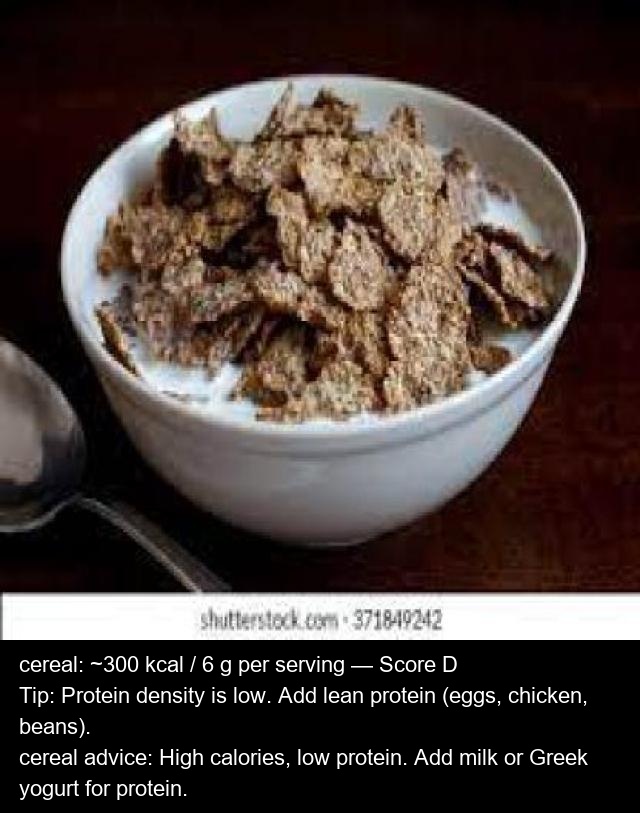 shutterstock.com · 371849242
cereal: ~300 kcal / 6 g per serving — Score D
Tip: Protein density is low. Add lean protein (eggs, chicken,
beans).
cereal advice: High calories, low protein. Add milk or Greek
yogurt for protein.